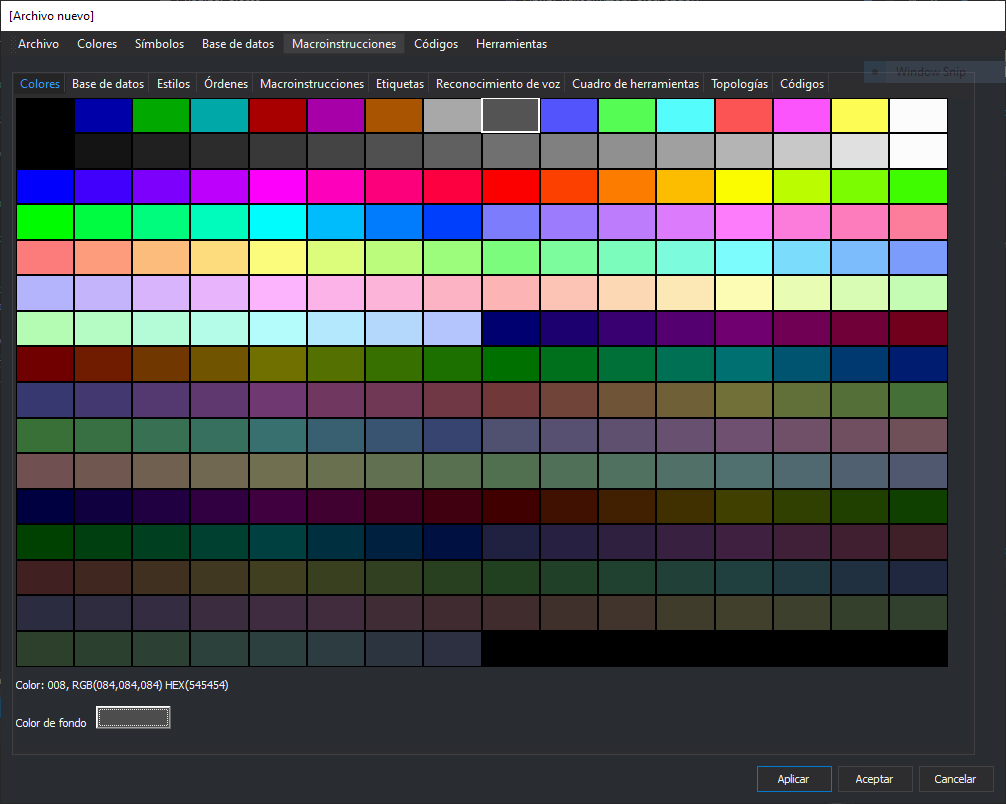 [Archivo nuevo]
Archivo Colores Símbolos Base de datos Macroinstrucciones Códigos Herramientas
Window Snip
Colores Base de datos Estilos Órdenes Macroinstrucciones Etiquetas Reconocimiento de voz Cuadro de herramientas Topologías Códigos
Color: 008, RGB(084,084,084) HEX(545454)
Color de fondo
Aplicar Aceptar Cancelar